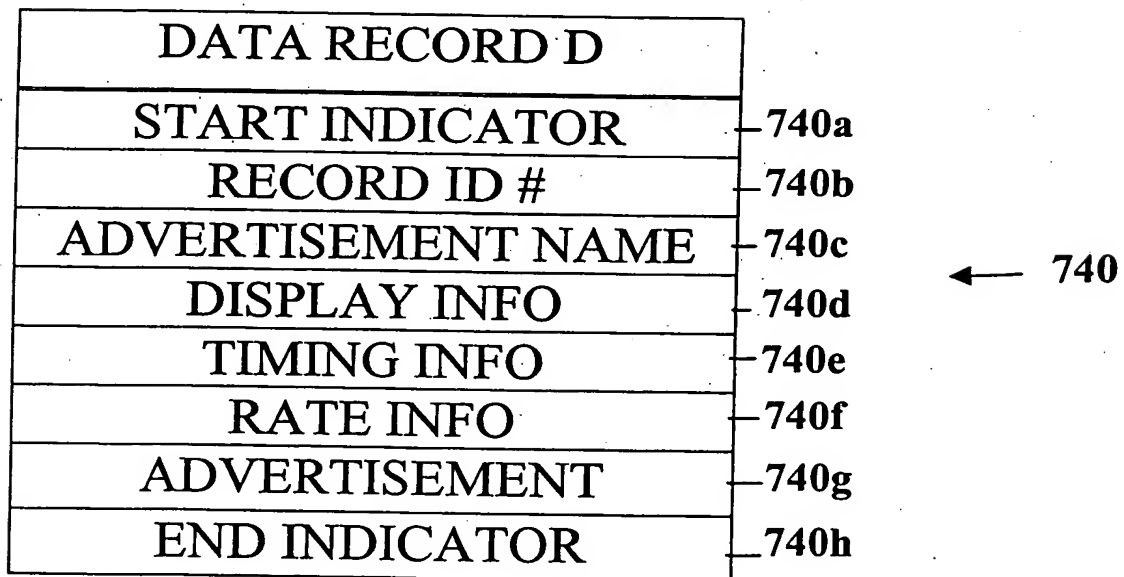 DATA RECORD D
START INDICATOR 740a
RECORD ID # 740b
ADVERTISEMENT NAME 740c
DISPLAY INFO 740d
740
TIMING INFO 740e
RATE INFO 740f
ADVERTISEMENT 740g
END INDICATOR 740h